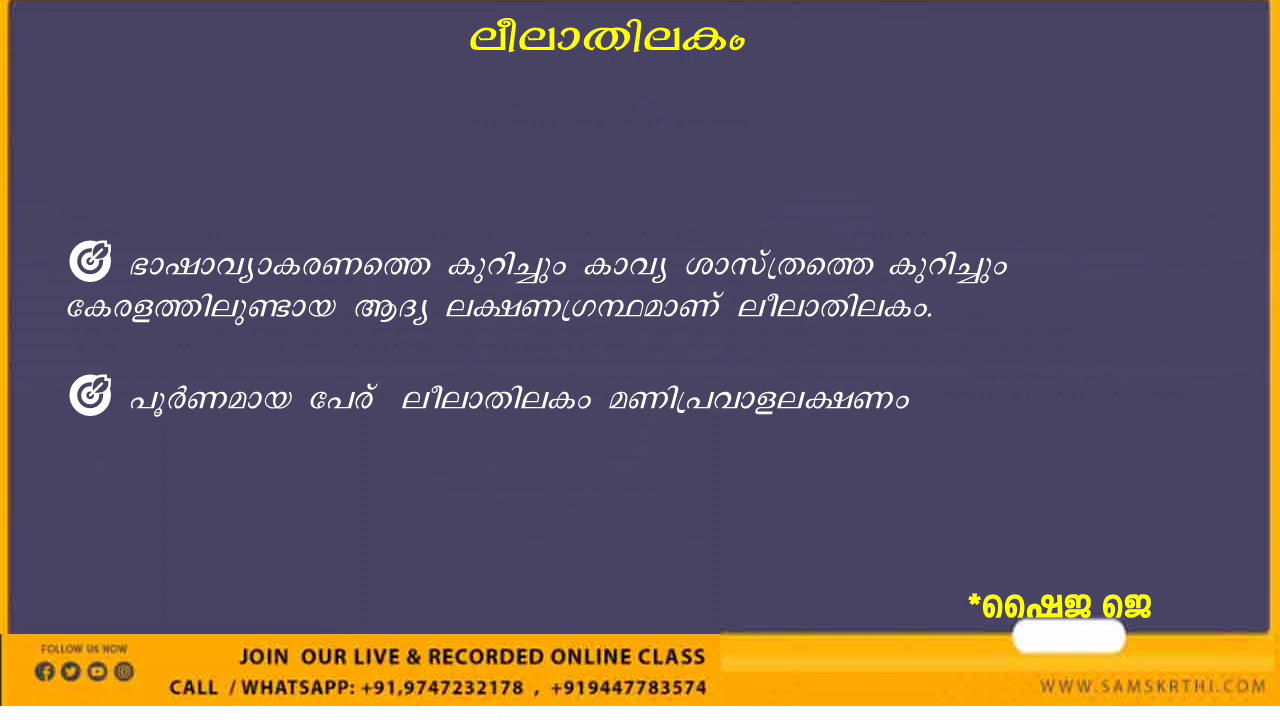 ലീലാതിലകം
ഭാഷാവ്യാകരണത്തെ കുറിച്ചും കാവ്യ ശാസ്ത്രത്തെ കുറിച്ചും
കേരളത്തിലുണ്ടായ ആദ്യ ലക്ഷണഗ്രന്ഥമാണ് ലീലാതിലകം.
പൂർണമായ പേര് ലീലാതിലകം മണിപ്രവാളലക്ഷണം
*ഷൈജ ജെ
FOLLOW US NOW
JOIN OUR LIVE & RECORDED ONLINE CLASS
CALL / WHATSAPP: +91,9747232178 , +919447783574
WWW.SAMSKRTHI.COM